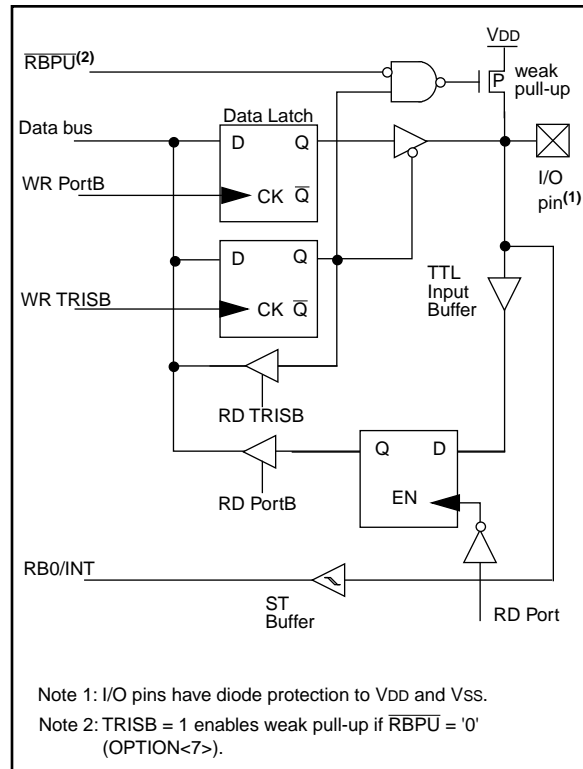 VDD
RBPU(2)
P
weak
pull-up
Data Latch
Data bus
D Q
WR PortB
CK Q
I/O
pin(1)
D Q
WR TRISB
CK Q
TTL
Input
Buffer
RD TRISB
Q D
EN
RD PortB
RB0/INT
ST
Buffer
RD Port
Note 1: I/O pins have diode protection to VDD and VSS.
Note 2: TRISB = 1 enables weak pull-up if RBPU = '0'
(OPTION<7>).